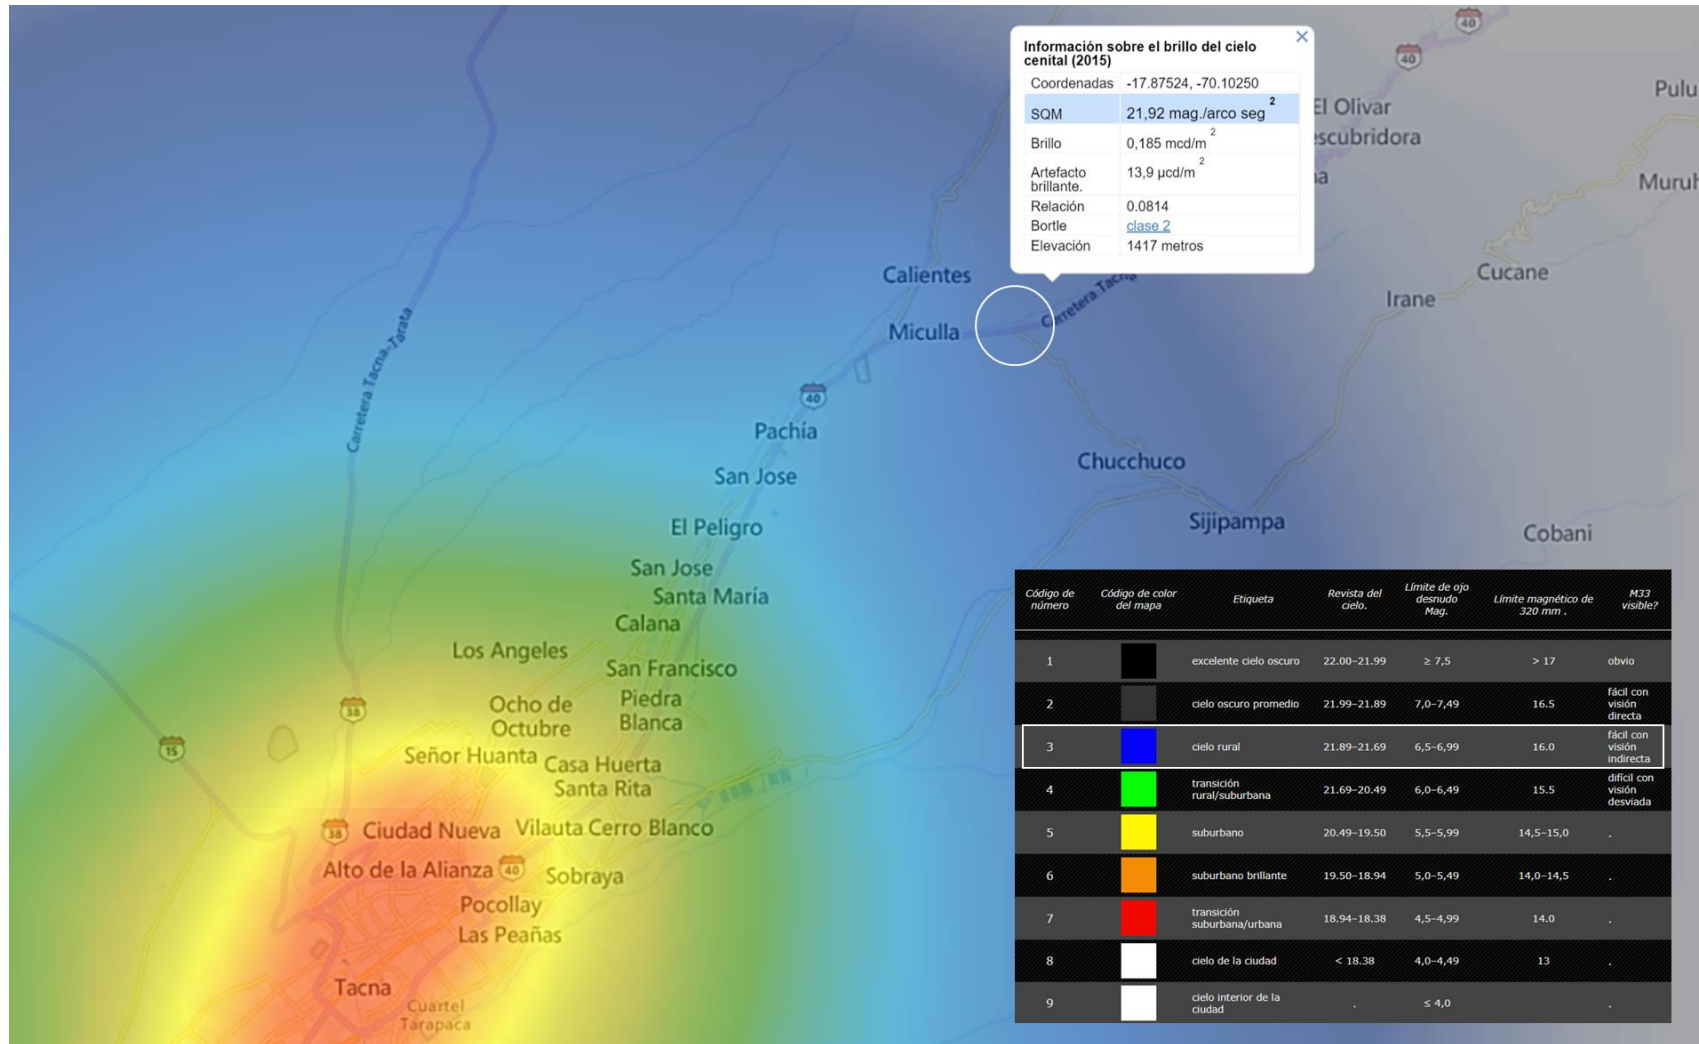 Información sobre el brillo del cielo
cenital (2015)
Coordenadas -17.87524, -70.10250
SQM 21,92 mag./arco seg 2
Brillo 0,185 mcd/m 2
Artefacto
brillante. 13,9 μcd/m 2
Relación 0.0814
Bortle clase 2
Elevación 1417 metros
40
40
El Olivar
escubridora
na
Pulu
Muruh
Calientes
Cucane
Irane
Carretera Tacna
Miculla
Carretera Tacna-Tarata
40
Pachía
Chucchuco
San Jose
Sijipampa
El Peligro
Cobani
San Jose
Santa María
Calana
Los Angeles
San Francisco
Ocho de
Octubre
Piedra
Blanca
38
15
Señor Huanta
Casa Huerta
Santa Rita
38
Ciudad Nueva
Vilauta Cerro Blanco
Alto de la Alianza
40
Sobraya
Pocollay
Las Peañas
Tacna
Cuartel
Tarapaca
Código de
número
Código de color
del mapa
Etiqueta
Revista del
cielo.
Límite de ojo
desnudo
Mag.
Límite magnético de
320 mm .
M33
visible?
1 excelente cielo oscuro 22.00–21.99 ≥ 7,5 > 17 obvio
2 cielo oscuro promedio 21.99–21.89 7,0–7,49 16.5 fácil con
visión
directa
3 cielo rural 21.89–21.69 6,5–6,99 16.0 fácil con
visión
indirecta
4 transición
rural/suburbana 21.69–20.49 6,0–6,49 15.5 difícil con
visión
desviada
5 suburbano 20.49–19.50 5,5–5,99 14,5–15,0 .
6 suburbano brillante 19.50–18.94 5,0–5,49 14,0–14,5 .
7 transición
suburbana/urbana 18.94–18.38 4,5–4,99 14.0 .
8 cielo de la ciudad < 18.38 4,0–4,49 13 .
9 cielo interior de la
ciudad . ≤ 4,0 .